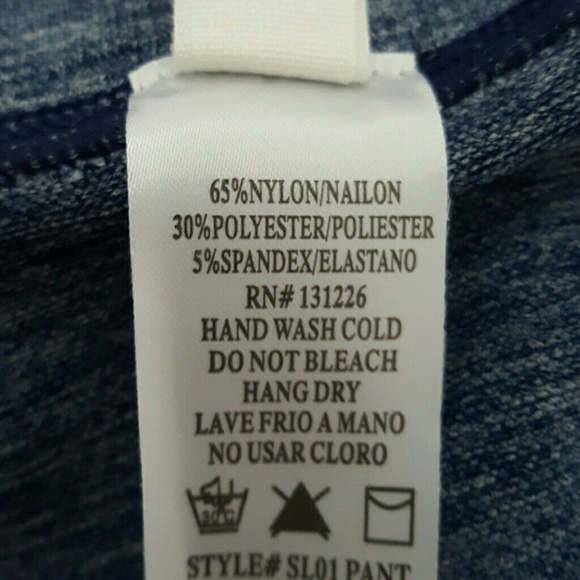 65%NYLON/NAILON
30%POLYESTER/POLIESTER
5%SPANDEX/ELASTANO
RN# 131226
HAND WASH COLD
DO NOT BLEACH
HANG DRY
LAVE FRIO A MANO
NO USAR CLORO
30°C
STYLE# SL01 PANT